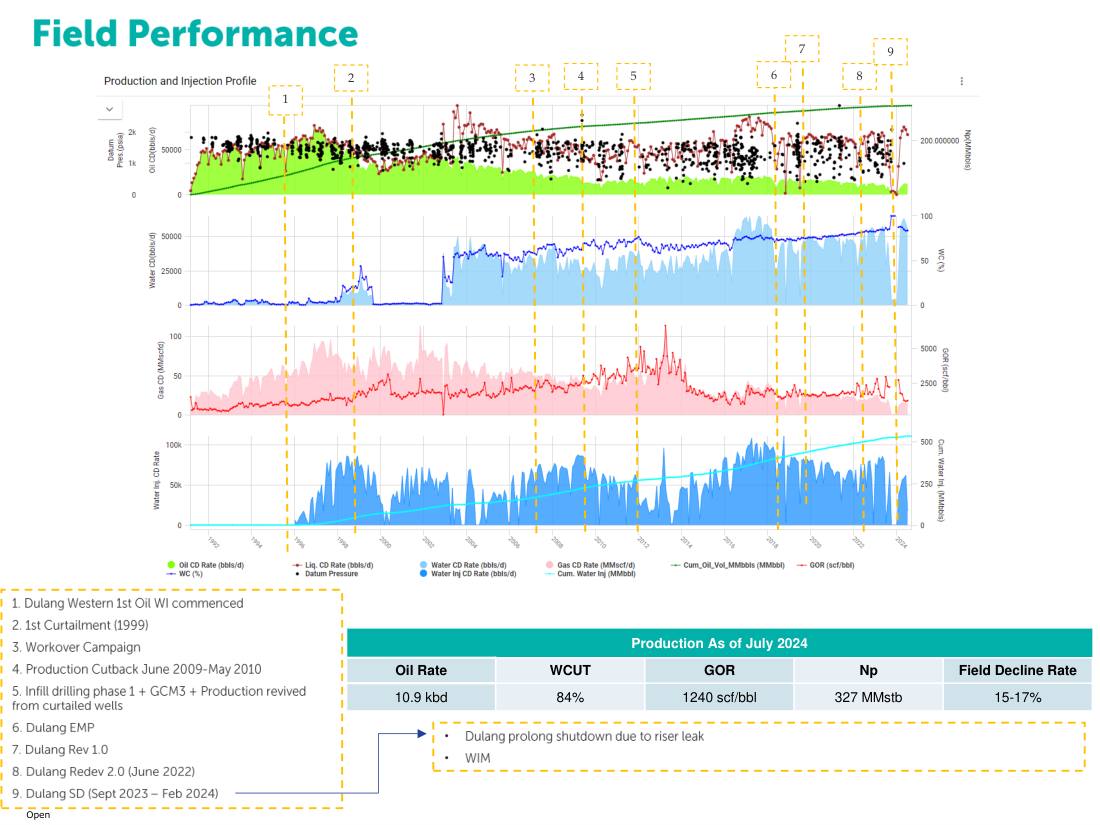 Field Performance
Production and Injection Profile
1
2
3
4
5
6
7
8
9
Datum
Pres.(psia)
2k
1k
0
Oil CD(bbls/d)
50000
0
200.000000
Np(MMbbls)
Water CD(bbls/d)
50000
25000
0
100
50
0
WC (%)
Gas CD (MMscfd)
100
50
0
5000
2500
GOR (scf/bbl)
Water Inj. CD Rate
100k
50k
0
500
250
0
Cum. Water Inj. (MMbbls)
1992
1994
1996
1998
2000
2002
2004
2006
2008
2010
2012
2014
2016
2018
2020
2022
2024
Oil CD Rate (bbls/d)
Liq. CD Rate (bbls/d)
Water CD Rate (bbls/d)
Gas CD Rate (MMscf/d)
Cum_Oil_Vol_MMbbls (MMbbl)
GOR (scf/bbl)
WC (%)
Datum Pressure
Water Inj CD Rate (bbls/d)
Cum. Water Inj (MMbbl)
1. Dulang Western 1st Oil WI commenced
2. 1st Curtailment (1999)
3. Workover Campaign
4. Production Cutback June 2009-May 2010
5. Infill drilling phase 1 + GCM3 + Production revived
from curtailed wells
6. Dulang EMP
7. Dulang Rev 1.0
8. Dulang Redev 2.0 (June 2022)
9. Dulang SD (Sept 2023 – Feb 2024)
Production As of July 2024
Oil Rate WCUT GOR Np Field Decline Rate
10.9 kbd 84% 1240 scf/bbl 327 MMstb 15-17%
• Dulang prolong shutdown due to riser leak
• WIM
Open